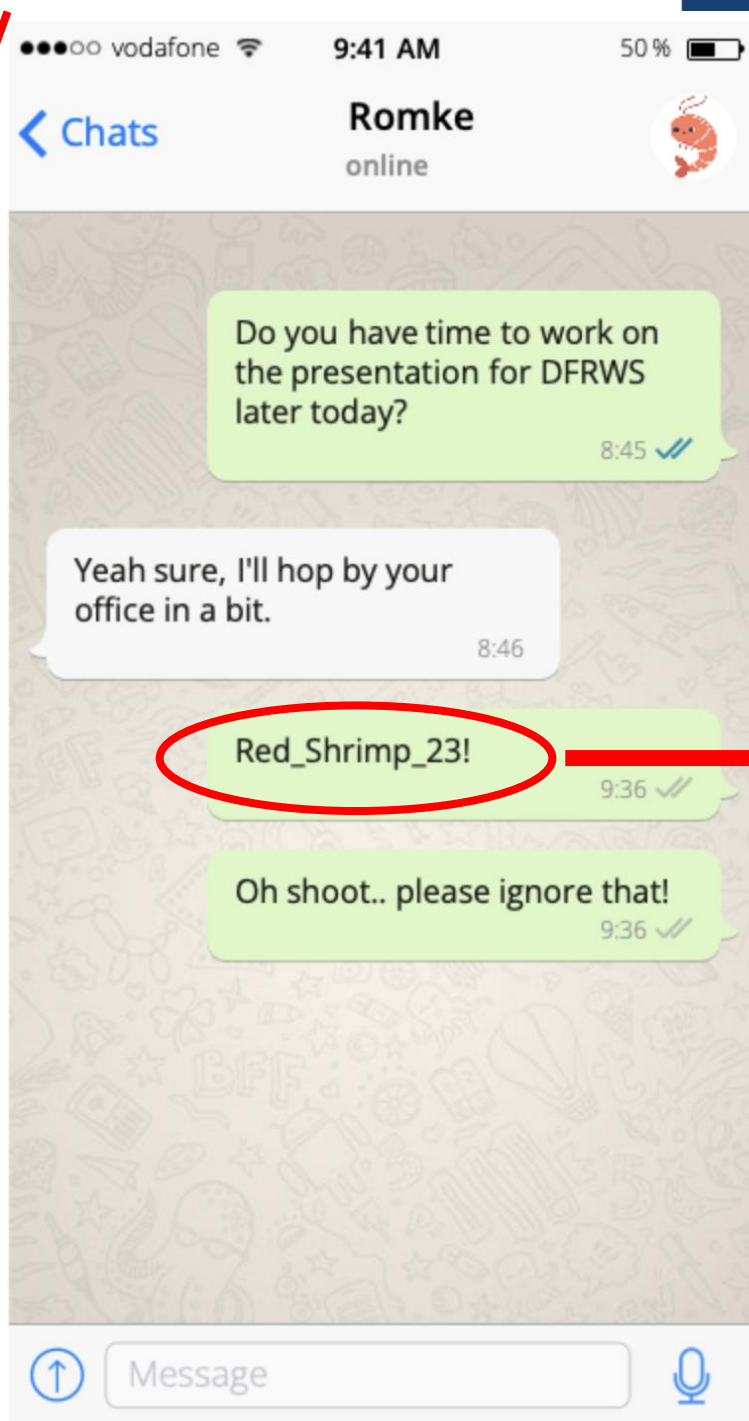 vodafone 9:41 AM 50%
Chats Romke
online
Do you have time to work on
the presentation for DFRWS
later today?
8:45
Yeah sure, I'll hop by your
office in a bit.
8:46
Red_Shrimp_23!
9:36
Oh shoot.. please ignore that!
9:36
BFF
BFF
Message